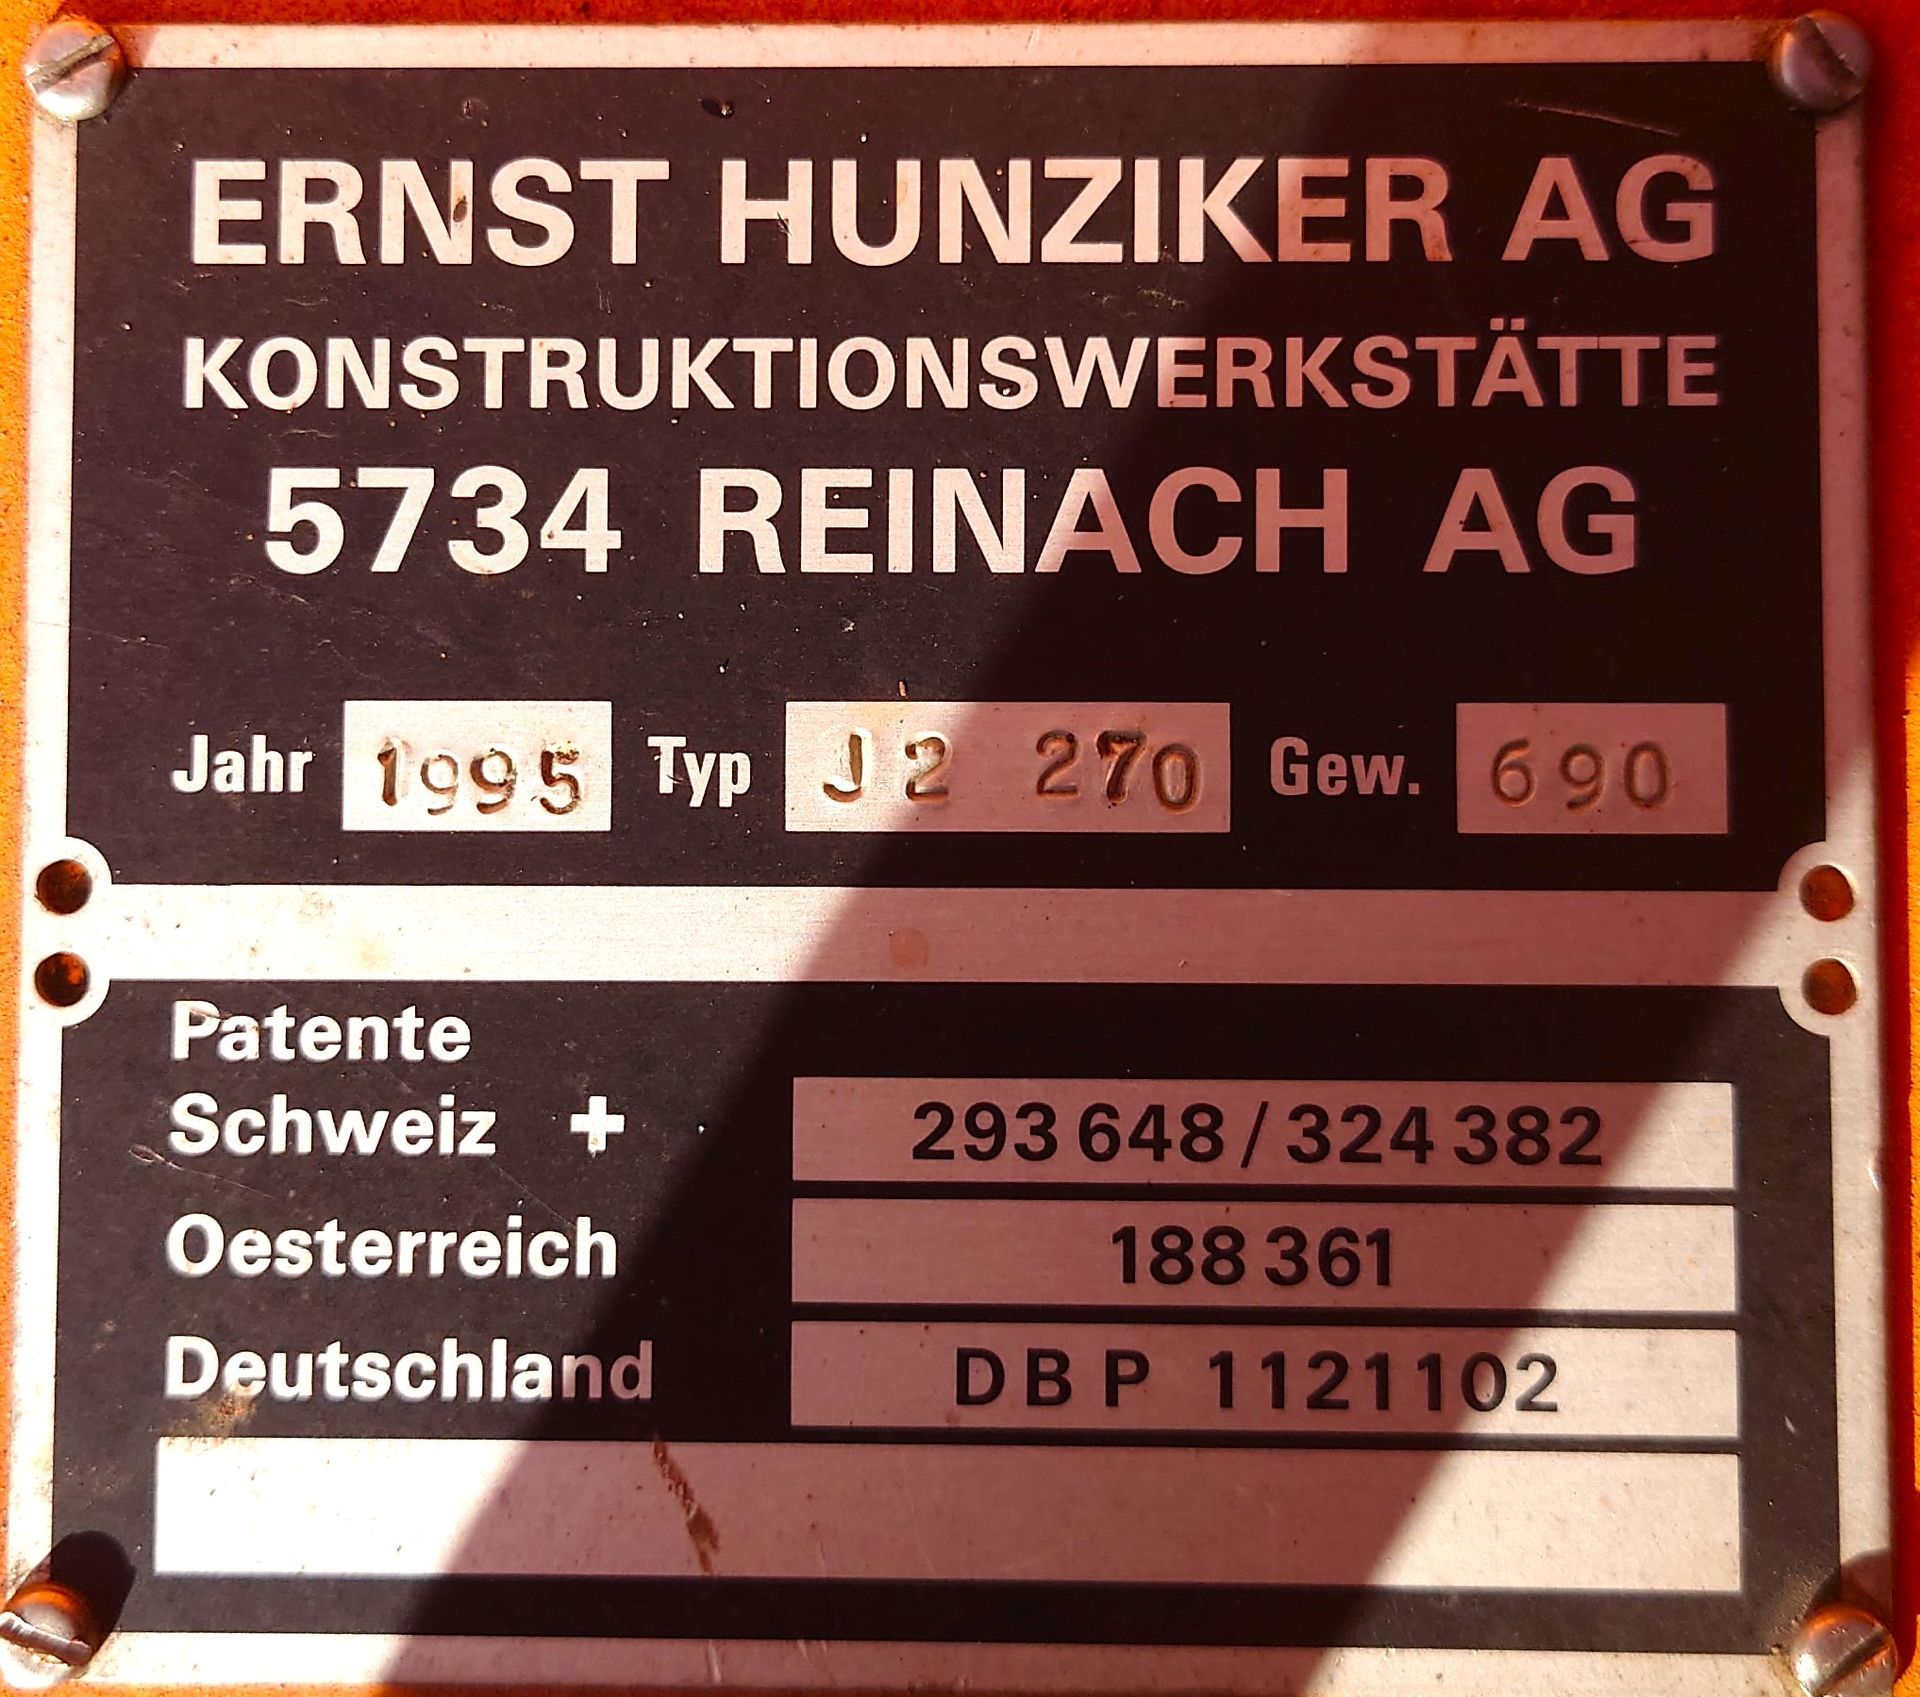 ERNST HUNZIKER AG
KONSTRUKTIONSWERKSTÄTTE
5734 REINACH AG
Jahr 1995 Typ J2 270 Gew. 690
Patente
Schweiz + 293 648 / 324 382
Oesterreich 188 361
Deutschland DBP 1121102